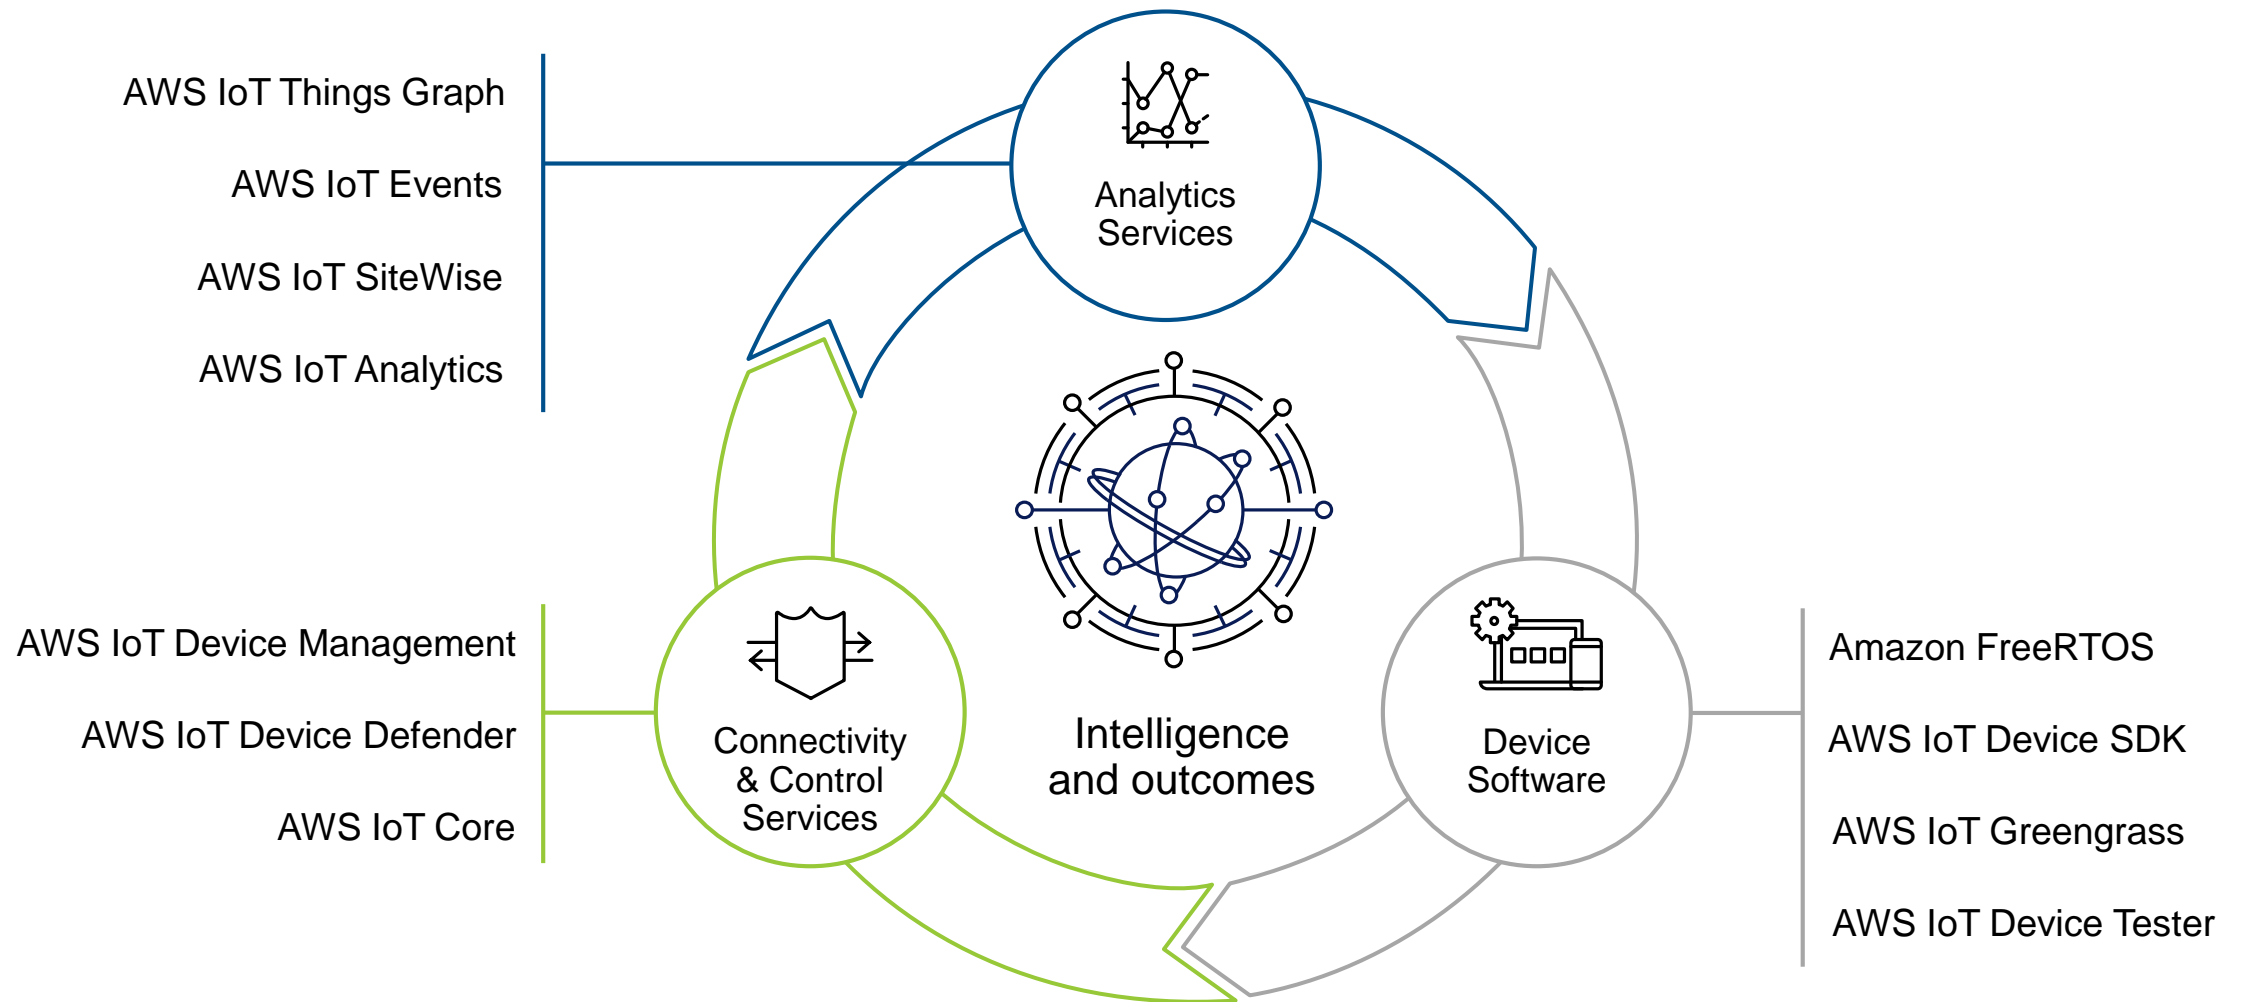 AWS IoT Things Graph
AWS IoT Events
AWS IoT SiteWise
AWS IoT Analytics
Analytics
Services
AWS IoT Device Management
AWS IoT Device Defender
AWS IoT Core
Connectivity
& Control
Services
Intelligence
and outcomes
Device
Software
Amazon FreeRTOS
AWS IoT Device SDK
AWS IoT Greengrass
AWS IoT Device Tester